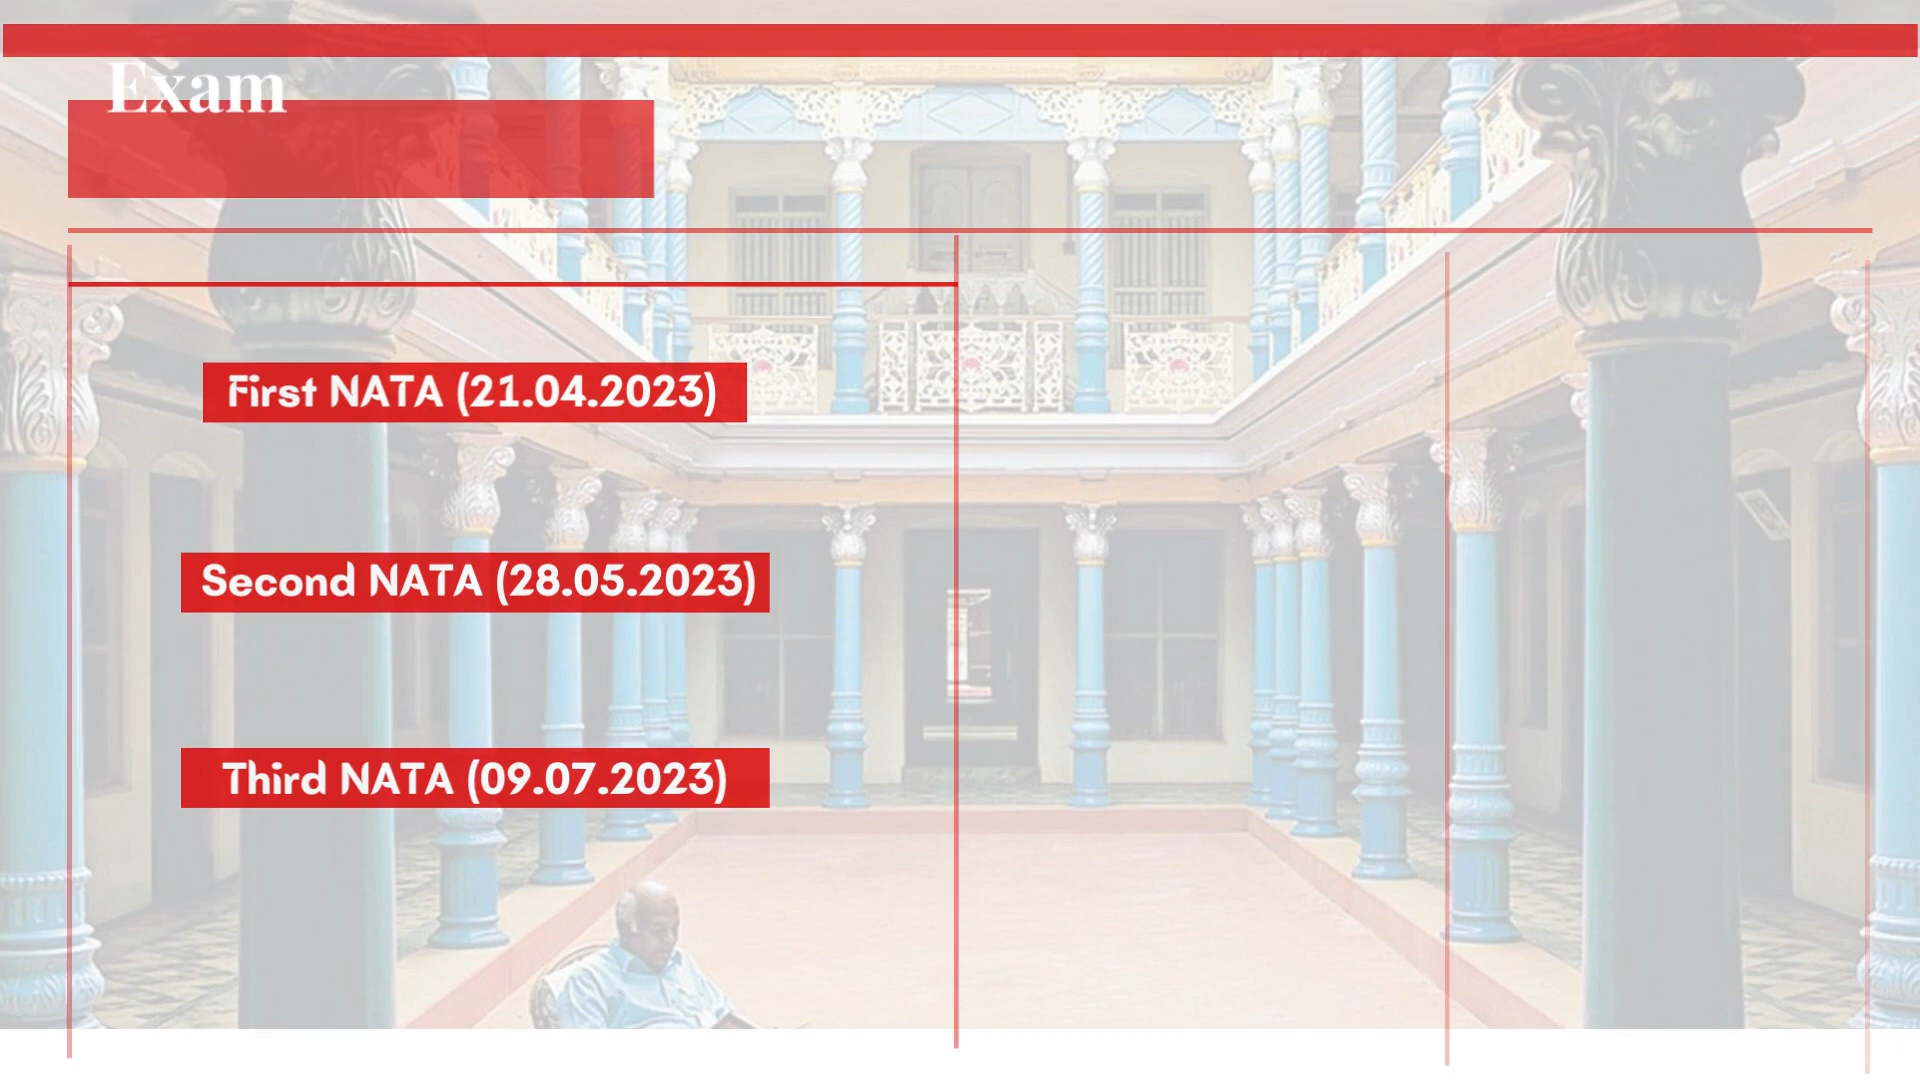 Exam
First NATA (21.04.2023)
Second NATA (28.05.2023)
Third NATA (09.07.2023)